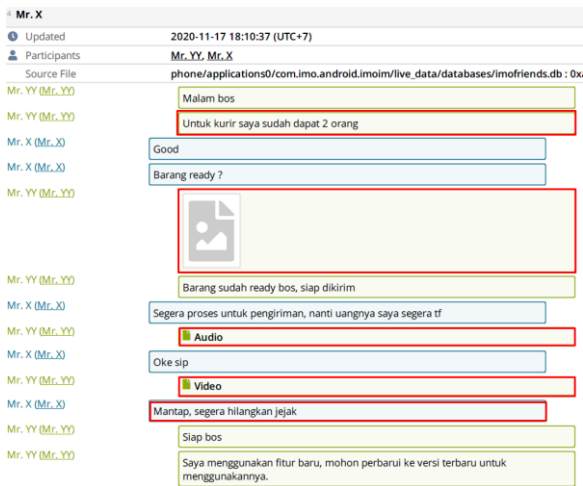 4 Mr. X
Updated 2020-11-17 18:10:37 (UTC+7)
Participants Mr. YY, Mr. X
Source File phone/applications0/com.imo.android.imoim/live_data/databases/imofriends.db : 0xa
Mr. YY (Mr. YY) Malam bos
Mr. YY (Mr. YY) Untuk kurir saya sudah dapat 2 orang
Mr. X (Mr. X) Good
Mr. X (Mr. X) Barang ready ?
Mr. YY (Mr. YY)
Mr. YY (Mr. YY) Barang sudah ready bos, siap dikirim
Mr. X (Mr. X) Segera proses untuk pengiriman, nanti uangnya saya segera tf
Mr. YY (Mr. YY) Audio
Mr. X (Mr. X) Oke sip
Mr. YY (Mr. YY) Video
Mr. X (Mr. X) Mantap, segera hilangkan jejak
Mr. YY (Mr. YY) Siap bos
Mr. YY (Mr. YY) Saya menggunakan fitur baru, mohon perbarui ke versi terbaru untuk
menggunakannya.